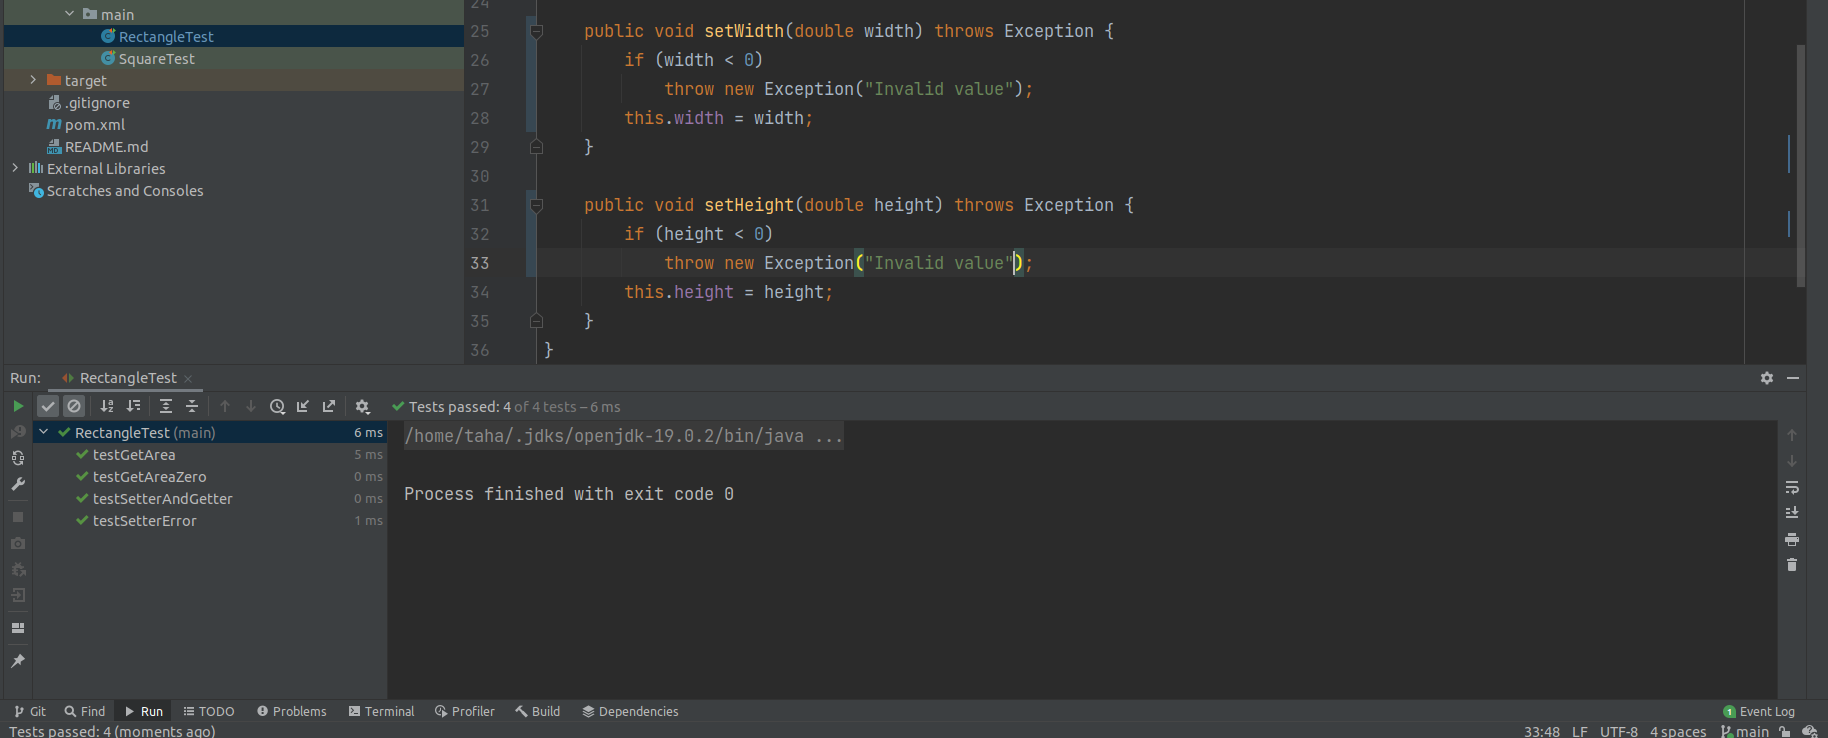 main
RectangleTest
SquareTest
target
.gitignore
pom.xml
README.md
External Libraries
Scratches and Consoles
24
25 public void setWidth(double width) throws Exception {
26 if (width < 0)
27 throw new Exception("Invalid value");
28 this.width = width;
29 }
30
31 public void setHeight(double height) throws Exception {
32 if (height < 0)
33 throw new Exception("Invalid value");
34 this.height = height;
35 }
36 }
Run: RectangleTest
Tests passed: 4 of 4 tests – 6 ms
RectangleTest (main) 6 ms
testGetArea 5 ms
testGetAreaZero 0 ms
testSetterAndGetter 0 ms
testSetterError 1 ms
/home/taha/.jdks/openjdk-19.0.2/bin/java ...
Process finished with exit code 0
Git Find Run TODO Problems Terminal Profiler Build Dependencies 1 Event Log
Tests passed: 4 (moments ago) 33:48 LF UTF-8 4 spaces main